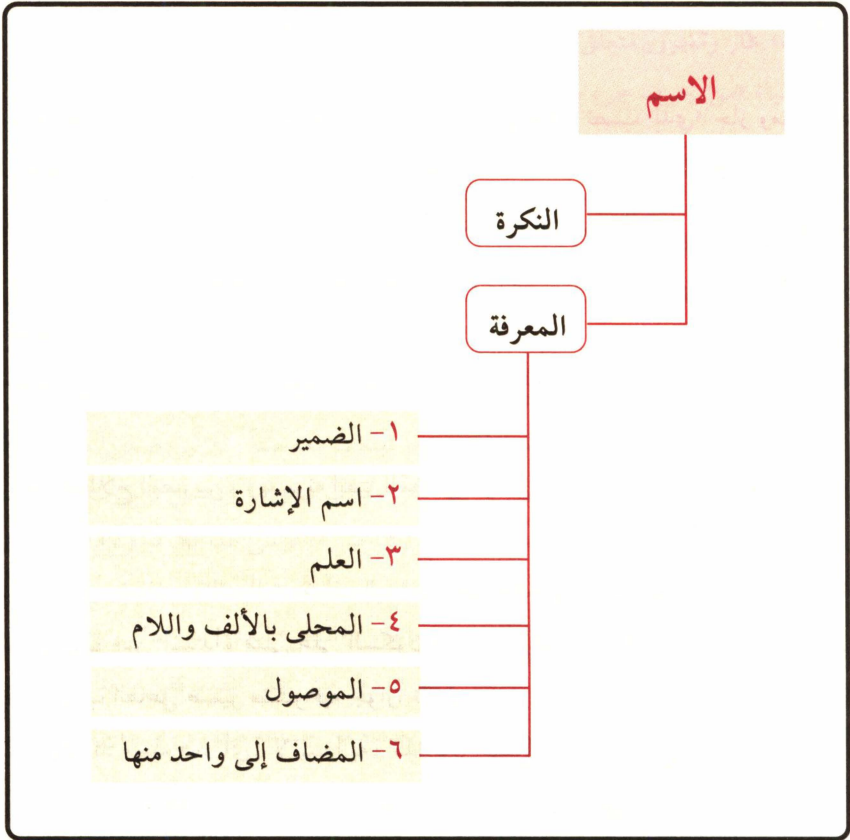 الاسم
النكرة
المعرفة
١- الضمير
٢- اسم الإشارة
٣- العلم
٤- المحلى بالألف واللام
٥- الموصول
٦- المضاف إلى واحد منها